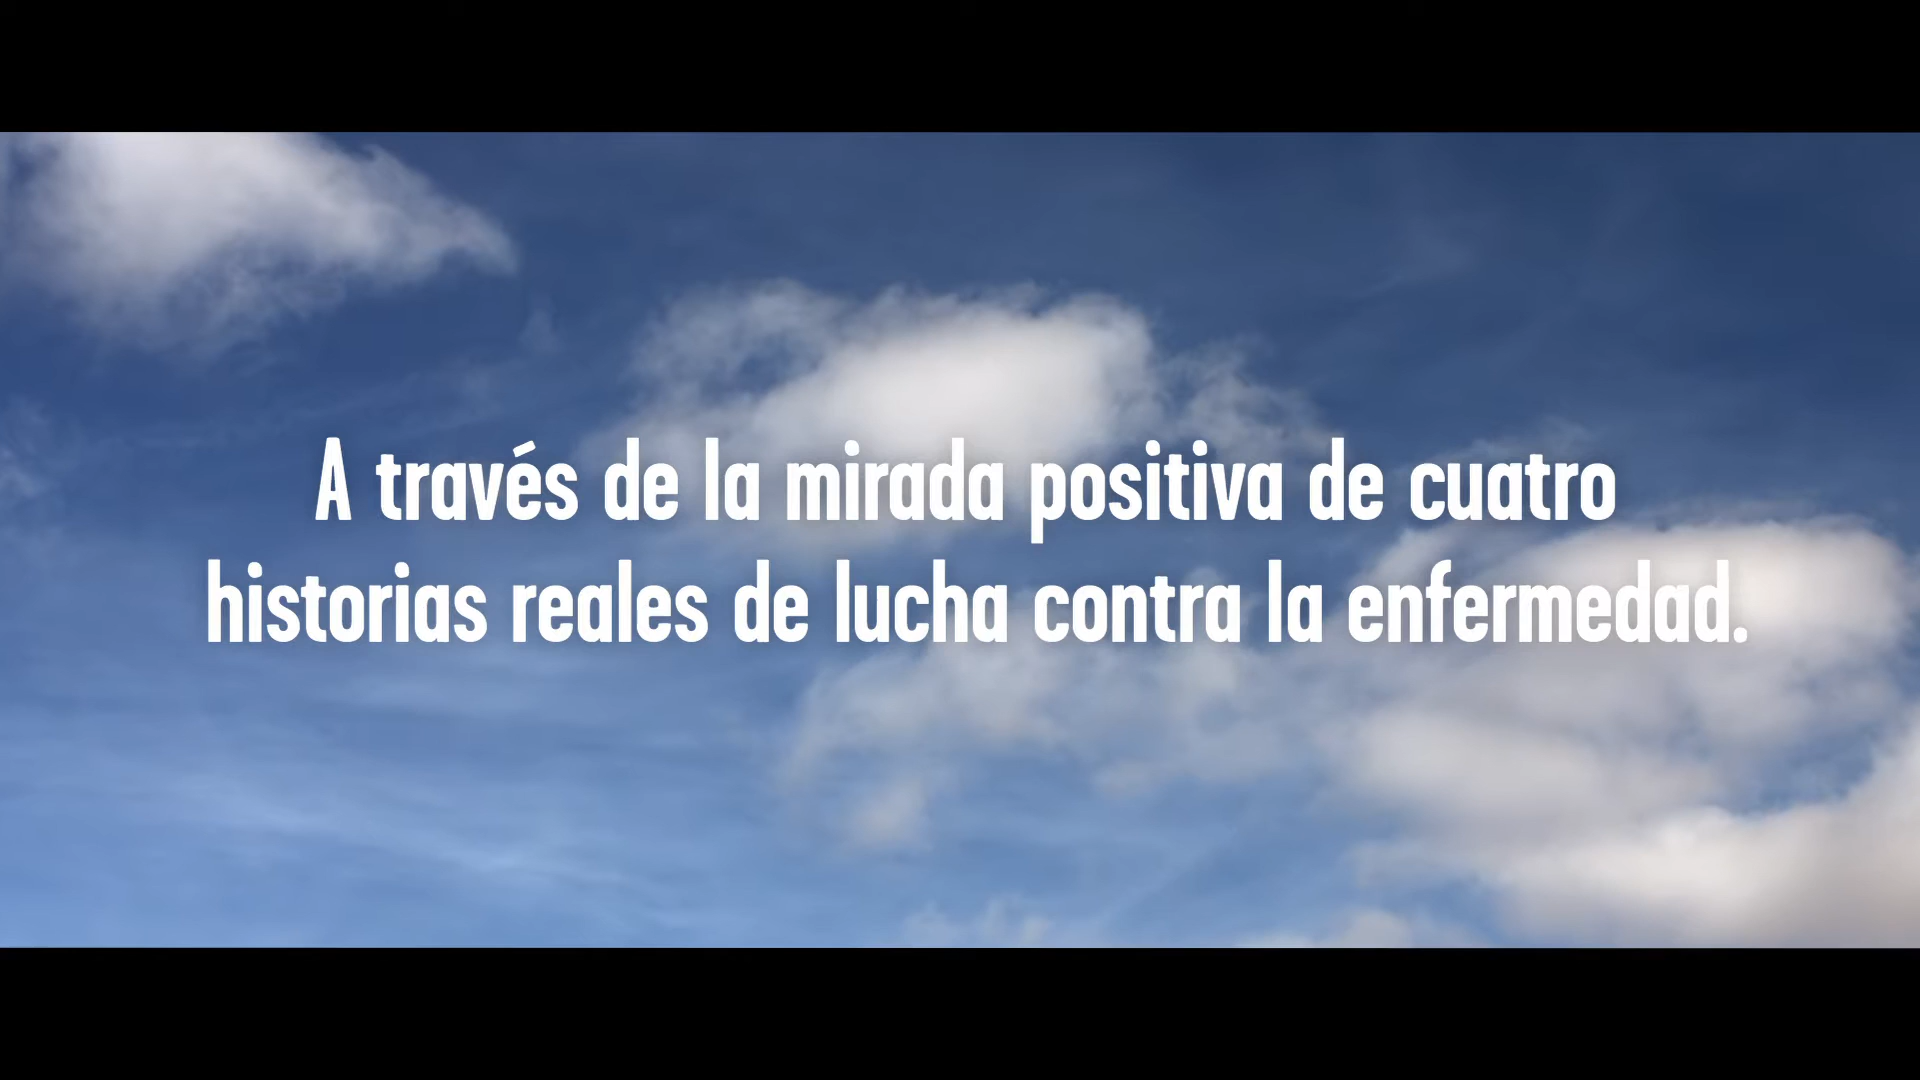 A través de la mirada positiva de cuatro
historias reales de lucha contra la enfermedad.